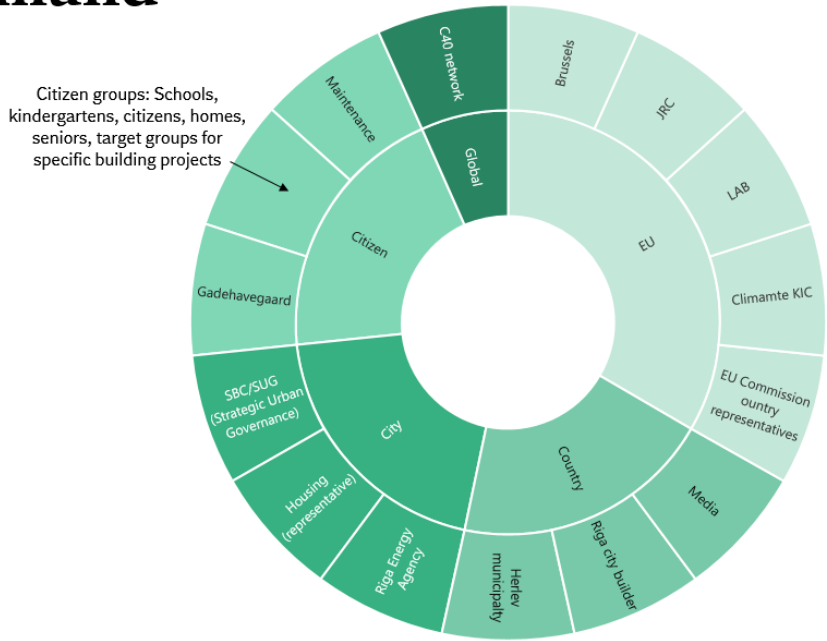 Citizen groups: Schools,
kindergartens, citizens, homes,
seniors, target groups for
specific building projects
C40 network
Global
Brussels
JRC
LAB
Climamte KIC
EU Commission
ountry
representatives
EU
Media
Riga city builder
Herlev
municipalty
Country
Riga Energy
Agency
Housing
(representative)
SBC/SUG
(Strategic Urban
Governance)
City
Gadehavegaard
Maintenance
Citizen